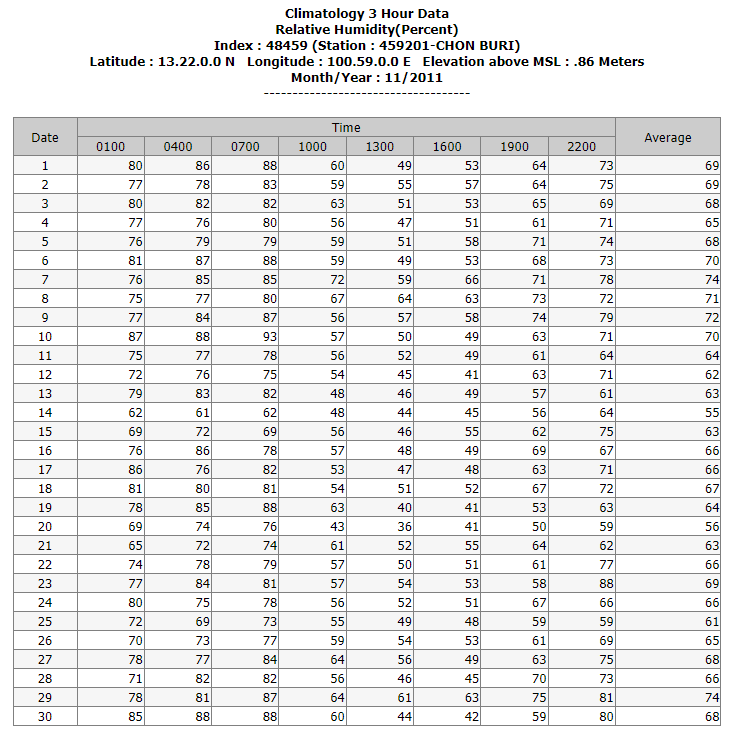 Climatology 3 Hour Data
Relative Humidity(Percent)
Index : 48459 (Station : 459201-CHON BURI)
Latitude : 13.22.0.0 N Longitude : 100.59.0.0 E Elevation above MSL : .86 Meters
Month/Year : 11/2011
------------------------------------
Date Time Average
0100 0400 0700 1000 1300 1600 1900 2200
1 80 86 88 60 49 53 64 73 69
2 77 78 83 59 55 57 64 75 69
3 80 82 82 63 51 53 65 69 68
4 77 76 80 56 47 51 61 71 65
5 76 79 79 59 51 58 71 74 68
6 81 87 88 59 49 53 68 73 70
7 76 85 85 72 59 66 71 78 74
8 75 77 80 67 64 63 73 72 71
9 77 84 87 56 57 58 74 79 72
10 87 88 93 57 50 49 63 71 70
11 75 77 78 56 52 49 61 64 64
12 72 76 75 54 45 41 63 71 62
13 79 83 82 48 46 49 57 61 63
14 62 61 62 48 44 45 56 64 55
15 69 72 69 56 46 55 62 75 63
16 76 86 78 57 48 49 69 67 66
17 86 76 82 53 47 48 63 71 66
18 81 80 81 54 51 52 67 72 67
19 78 85 88 63 40 41 53 63 64
20 69 74 76 43 36 41 50 59 56
21 65 72 74 61 52 55 64 62 63
22 74 78 79 57 50 51 61 77 66
23 77 84 81 57 54 53 58 88 69
24 80 75 78 56 52 51 67 66 66
25 72 69 73 55 49 48 59 59 61
26 70 73 77 59 54 53 61 69 65
27 78 77 84 64 56 49 63 75 68
28 71 82 82 56 46 45 70 73 66
29 78 81 87 64 61 63 75 81 74
30 85 88 88 60 44 42 59 80 68